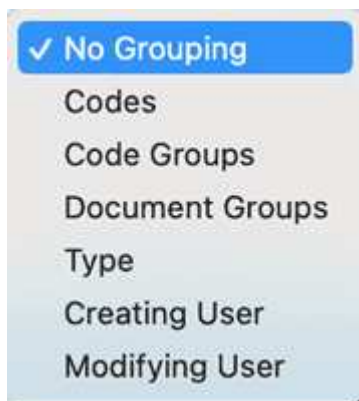 ✓ No Grouping
Codes
Code Groups
Document Groups
Type
Creating User
Modifying User